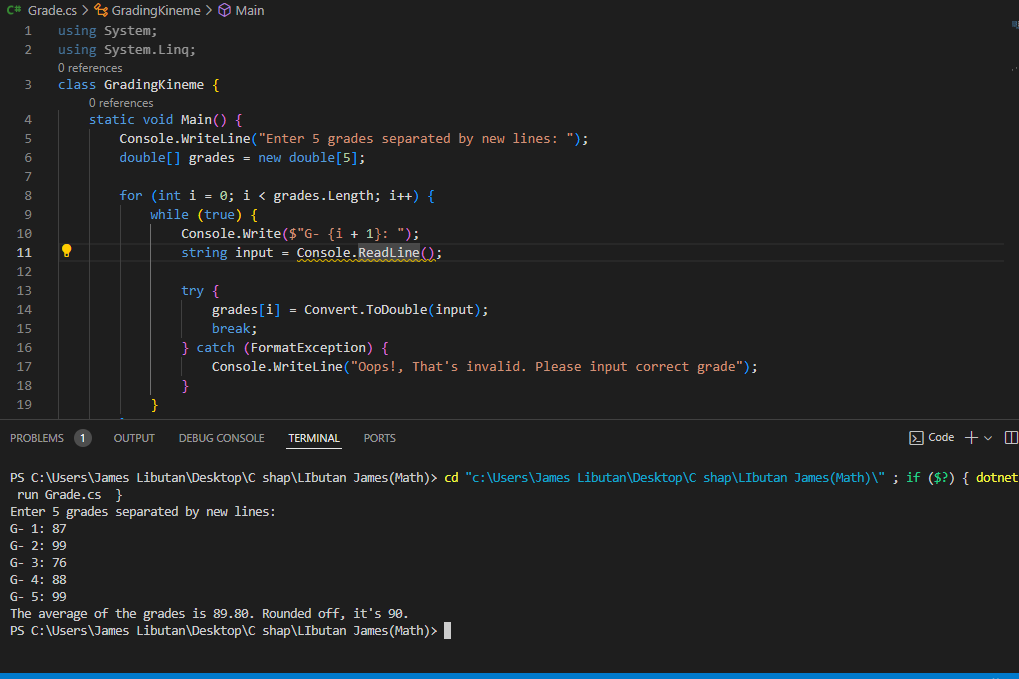 C# Grade.cs > GradingKineme > Main
1 using System;
2 using System.Linq;
0 references
3 class GradingKineme {
0 references
4 static void Main() {
5 Console.WriteLine("Enter 5 grades separated by new lines: ");
6 double[] grades = new double[5];
7
8 for (int i = 0; i < grades.Length; i++) {
9 while (true) {
10 Console.Write($"G- {i + 1}: ");
11 string input = Console.ReadLine();
12
13 try {
14 grades[i] = Convert.ToDouble(input);
15 break;
16 } catch (FormatException) {
17 Console.WriteLine("Oops!, That's invalid. Please input correct grade");
18 }
19 }
PROBLEMS 1 OUTPUT DEBUG CONSOLE TERMINAL PORTS Code
PS C:\Users\James Libutan\Desktop\C shap\LIbutan James(Math)> cd "c:\Users\James Libutan\Desktop\C shap\LIbutan James(Math)\" ; if ($?) { dotnet
run Grade.cs }
Enter 5 grades separated by new lines:
G- 1: 87
G- 2: 99
G- 3: 76
G- 4: 88
G- 5: 99
The average of the grades is 89.80. Rounded off, it's 90.
PS C:\Users\James Libutan\Desktop\C shap\LIbutan James(Math)>